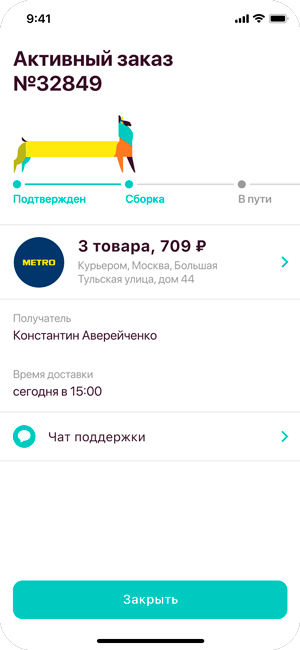 9:41
Активный заказ
№32849
Подтвержден
Сборка
В пути
METRO
3 товара, 709 ₽
Курьером, Москва, Большая
Тульская улица, дом 44
Получатель
Константин Аверейченко
Время доставки
сегодня в 15:00
Чат поддержки
Закрыть